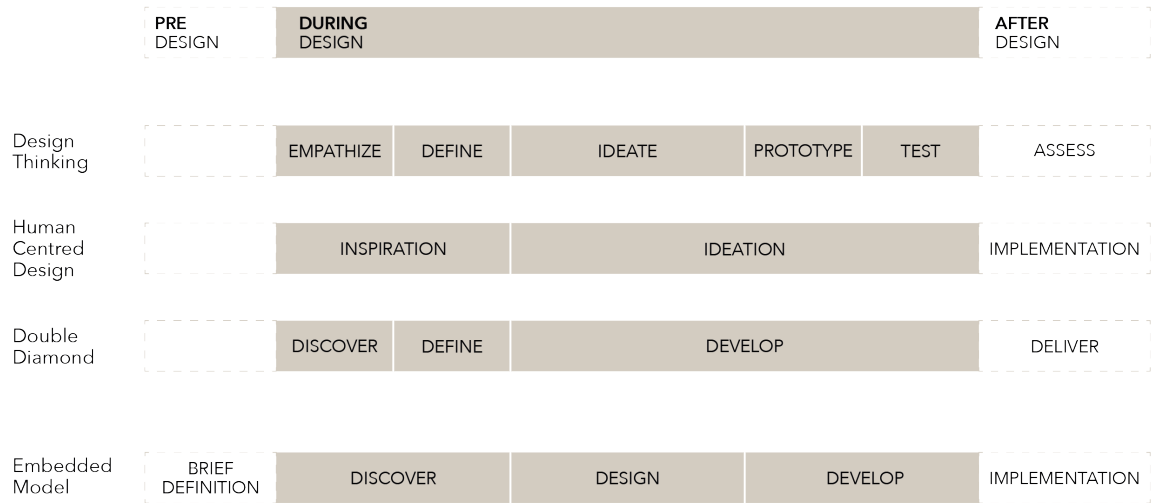 PRE
DESIGN
DURING
DESIGN
AFTER
DESIGN
Design
Thinking
EMPATHIZE
DEFINE
IDEATE
PROTOTYPE
TEST
ASSESS
Human
Centred
Design
INSPIRATION
IDEATION
IMPLEMENTATION
Double
Diamond
DISCOVER
DEFINE
DEVELOP
DELIVER
Embedded
Model
BRIEF
DEFINITION
DISCOVER
DESIGN
DEVELOP
IMPLEMENTATION